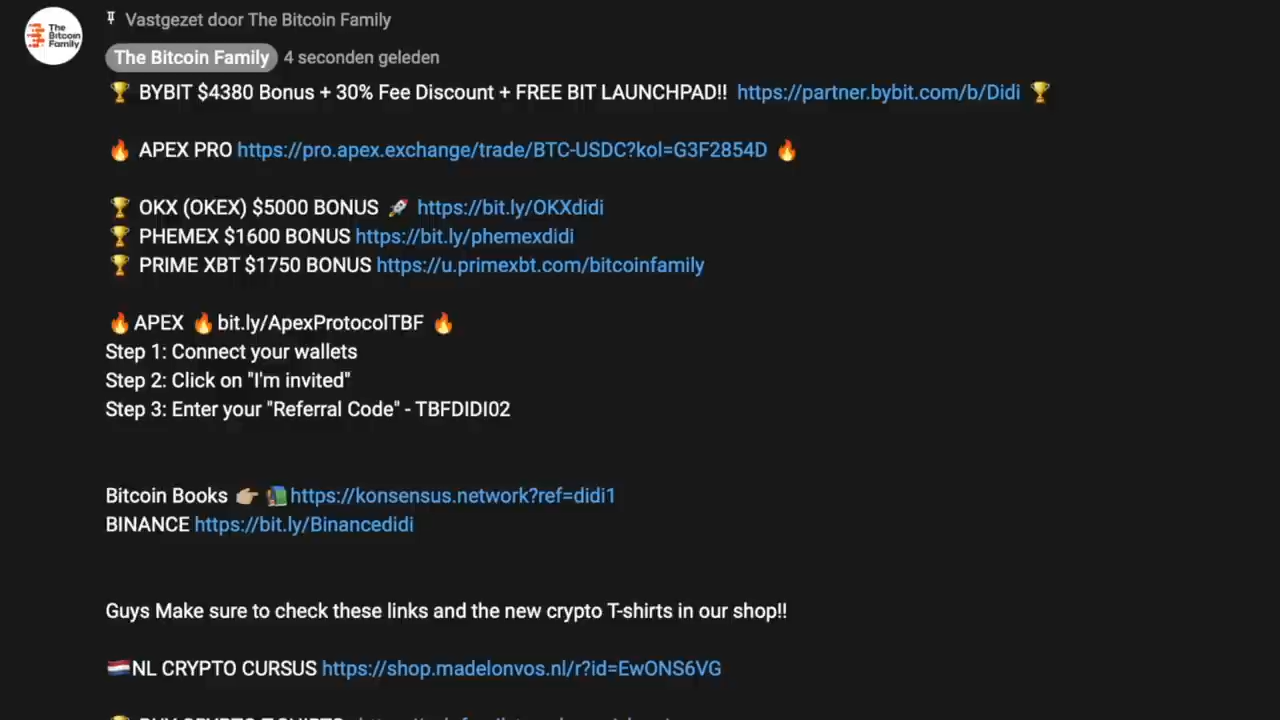 The Bitcoin Family
Vastgezet door The Bitcoin Family
The Bitcoin Family 4 seconden geleden
🏆 BYBIT $4380 Bonus + 30% Fee Discount + FREE BIT LAUNCHPAD!! https://partner.bybit.com/b/Didi 🏆
🔥 APEX PRO https://pro.apex.exchange/trade/BTC-USDC?kol=G3F2854D 🔥
🏆 OKX (OKEX) $5000 BONUS 🚀 https://bit.ly/OKXdidi
🏆 PHEMEX $1600 BONUS https://bit.ly/phemexdidi
🏆 PRIME XBT $1750 BONUS https://u.primexbt.com/bitcoinfamily
🔥APEX 🔥bit.ly/ApexProtocolTBF 🔥
Step 1: Connect your wallets
Step 2: Click on "I'm invited"
Step 3: Enter your "Referral Code" - TBFDIDI02
Bitcoin Books 👉🏼 📚https://konsensus.network?ref=didi1
BINANCE https://bit.ly/Binancedidi
Guys Make sure to check these links and the new crypto T-shirts in our shop!!
🇳🇱NL CRYPTO CURSUS https://shop.madelonvos.nl/r?id=EwONS6VG
🏆 BUY CRYPTO T-SHIRTS